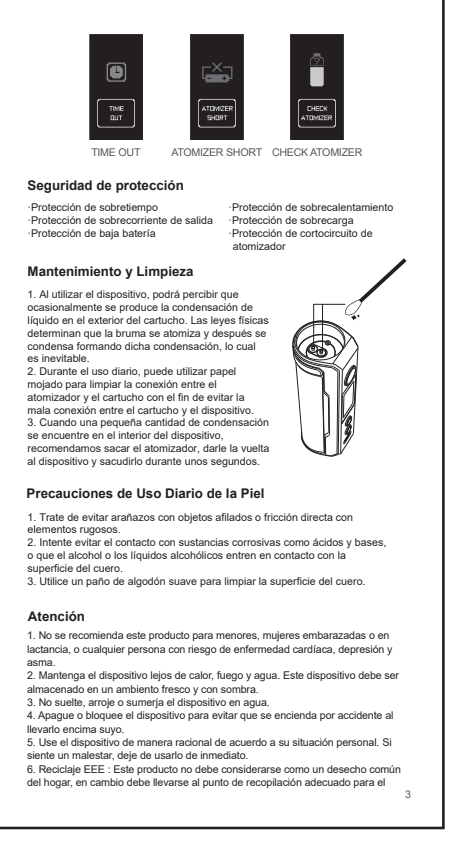 TIME
OUT
ATOMIZER
SHORT
CHECK
ATOMIZER
TIME OUT
ATOMIZER SHORT
CHECK ATOMIZER
Seguridad de protección
·Protección de sobretiempo
·Protección de sobrecorriente de salida
·Protección de baja batería
·Protección de sobrecalentamiento
·Protección de sobrecarga
·Protección de cortocircuito de
atomizador
Mantenimiento y Limpieza
1. Al utilizar el dispositivo, podrá percibir que
ocasionalmente se produce la condensación de
líquido en el exterior del cartucho. Las leyes físicas
determinan que la bruma se atomiza y después se
condensa formando dicha condensación, lo cual
es inevitable.
2. Durante el uso diario, puede utilizar papel
mojado para limpiar la conexión entre el
atomizador y el cartucho con el fin de evitar la
mala conexión entre el cartucho y el dispositivo.
3. Cuando una pequeña cantidad de condensación
se encuentre en el interior del dispositivo,
recomendamos sacar el atomizador, darle la vuelta
al dispositivo y sacudirlo durante unos segundos.
Precauciones de Uso Diario de la Piel
1. Trate de evitar arañazos con objetos afilados o fricción directa con
elementos rugosos.
2. Intente evitar el contacto con sustancias corrosivas como ácidos y bases,
o que el alcohol o los líquidos alcohólicos entren en contacto con la
superficie del cuero.
3. Utilice un paño de algodón suave para limpiar la superficie del cuero.
Atención
1. No se recomienda este producto para menores, mujeres embarazadas o en
lactancia, o cualquier persona con riesgo de enfermedad cardíaca, depresión y
asma.
2. Mantenga el dispositivo lejos de calor, fuego y agua. Este dispositivo debe ser
almacenado en un ambiente fresco y con sombra.
3. No suelte, arroje o sumerja el dispositivo en agua.
4. Apague o bloquee el dispositivo para evitar que se encienda por accidente al
llevarlo encima suyo.
5. Use el dispositivo de manera racional de acuerdo a su situación personal. Si
siente un malestar, deje de usarlo de inmediato.
6. Reciclaje EEE : Este producto no debe considerarse como un desecho común
del hogar, en cambio debe llevarse al punto de recopilación adecuado para el
3